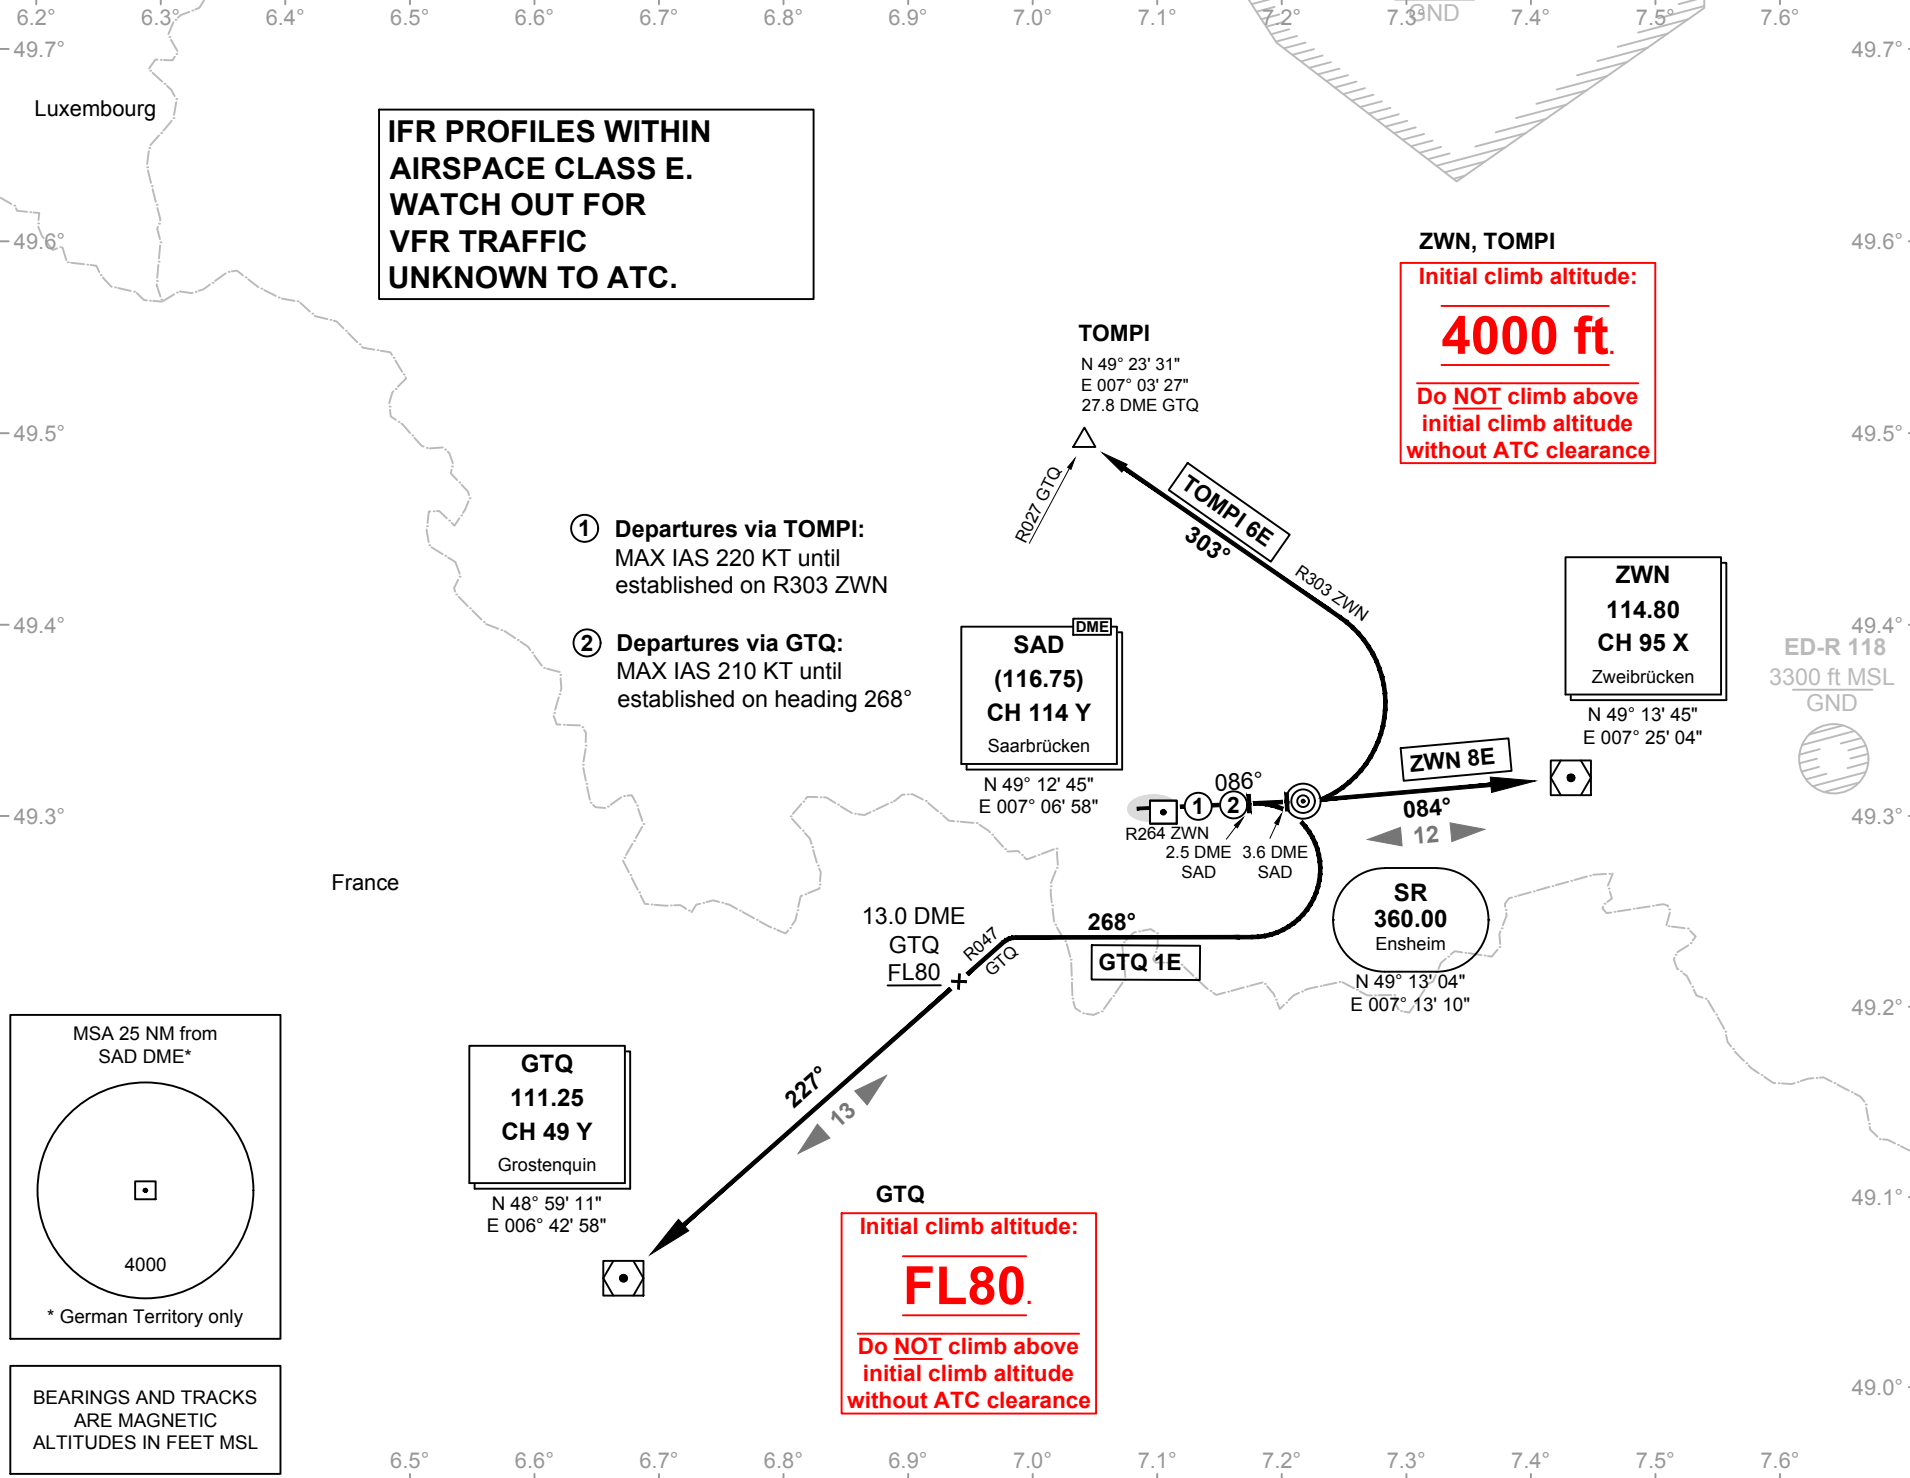 6.2° 6.3° 6.4° 6.5° 6.6° 6.7° 6.8° 6.9° 7.0° 7.1° 7.2° 7.3° 7.4° 7.5° 7.6°
GND
49.7° 49.7°
Luxembourg
IFR PROFILES WITHIN
AIRSPACE CLASS E.
WATCH OUT FOR
VFR TRAFFIC
UNKNOWN TO ATC.
49.6° 49.6°
ZWN, TOMPI
Initial climb altitude:
4000 ft.
Do NOT climb above
initial climb altitude
without ATC clearance
TOMPI
N 49° 23' 31"
E 007° 03' 27"
27.8 DME GTQ
49.5° 49.5°
R027 GTQ
TOMPI 6E
303°
R303 ZWN
1 Departures via TOMPI:
MAX IAS 220 KT until
established on R303 ZWN
2 Departures via GTQ:
MAX IAS 210 KT until
established on heading 268°
49.4° 49.4°
DME
SAD
(116.75)
CH 114 Y
Saarbrücken
N 49° 12' 45"
E 007° 06' 58"
ZWN
114.80
CH 95 X
Zweibrücken
N 49° 13' 45"
E 007° 25' 04"
ED-R 118
3300 ft MSL
GND
ZWN 8E
084°
12
086°
1 2
R264 ZWN
2.5 DME
SAD
3.6 DME
SAD
49.3° 49.3°
France
SR
360.00
Ensheim
N 49° 13' 04"
E 007° 13' 10"
13.0 DME
GTQ
FL80
R047
GTQ
268°
GTQ 1E
49.2°
MSA 25 NM from
SAD DME*
4000
* German Territory only
GTQ
111.25
CH 49 Y
Grostenquin
N 48° 59' 11"
E 006° 42' 58"
227°
13
49.1°
GTQ
Initial climb altitude:
FL80.
Do NOT climb above
initial climb altitude
without ATC clearance
49.0°
BEARINGS AND TRACKS
ARE MAGNETIC
ALTITUDES IN FEET MSL
6.5° 6.6° 6.7° 6.8° 6.9° 7.0° 7.1° 7.2° 7.3° 7.4° 7.5° 7.6°